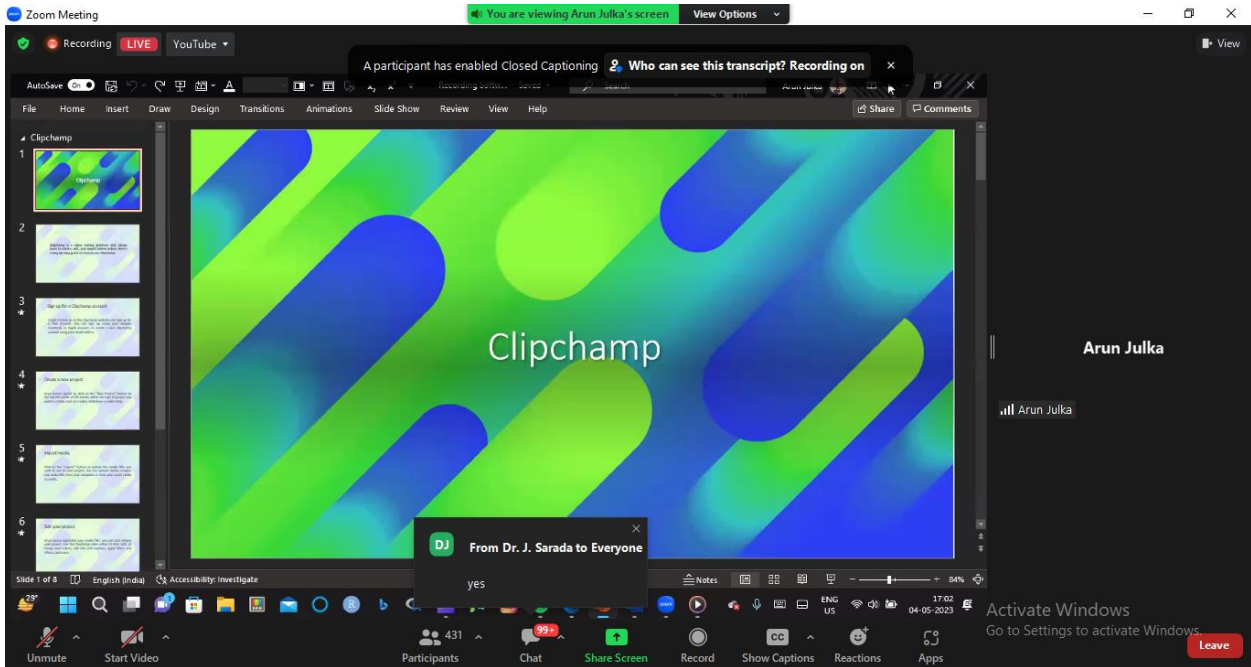 Zoom Meeting
You are viewing Arun Julka's screen
View Options
Recording
LIVE
YouTube
View
A participant has enabled Closed Captioning
Who can see this transcript? Recording on
AutoSave
On
File
Home
Insert
Draw
Design
Transitions
Animations
Slide Show
Review
View
Help
Share
Comments
Clipchamp
1
Clipchamp
2
3
Sign up for a Clipchamp account
4
Create a new project
5
Import media
6
Edit your project
Clipchamp
Arun Julka
Arun Julka
DJ
From Dr. J. Sarada to Everyone
yes
Slide 1 of 8
English (India)
Accessibility: Investigate
Notes
84%
29°
ENG
US
17:02
04-05-2023
Activate Windows
Go to Settings to activate Windows.
Unmute
Start Video
431
Participants
99+
Chat
Share Screen
Record
CC
Show Captions
Reactions
Apps
Leave